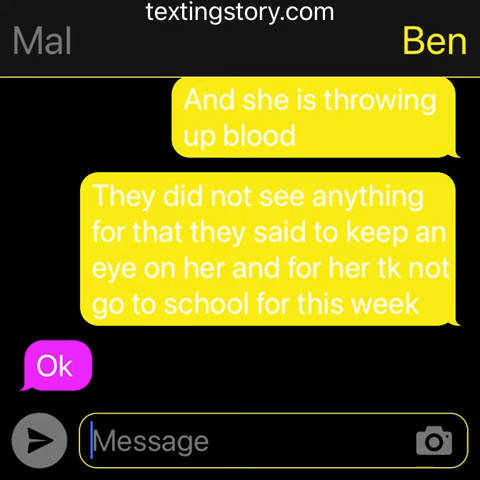 textingstory.com
Mal
Ben
And she is throwing
up blood
They did not see anything
for that they said to keep an
eye on her and for her tk not
go to school for this week
Ok
Message